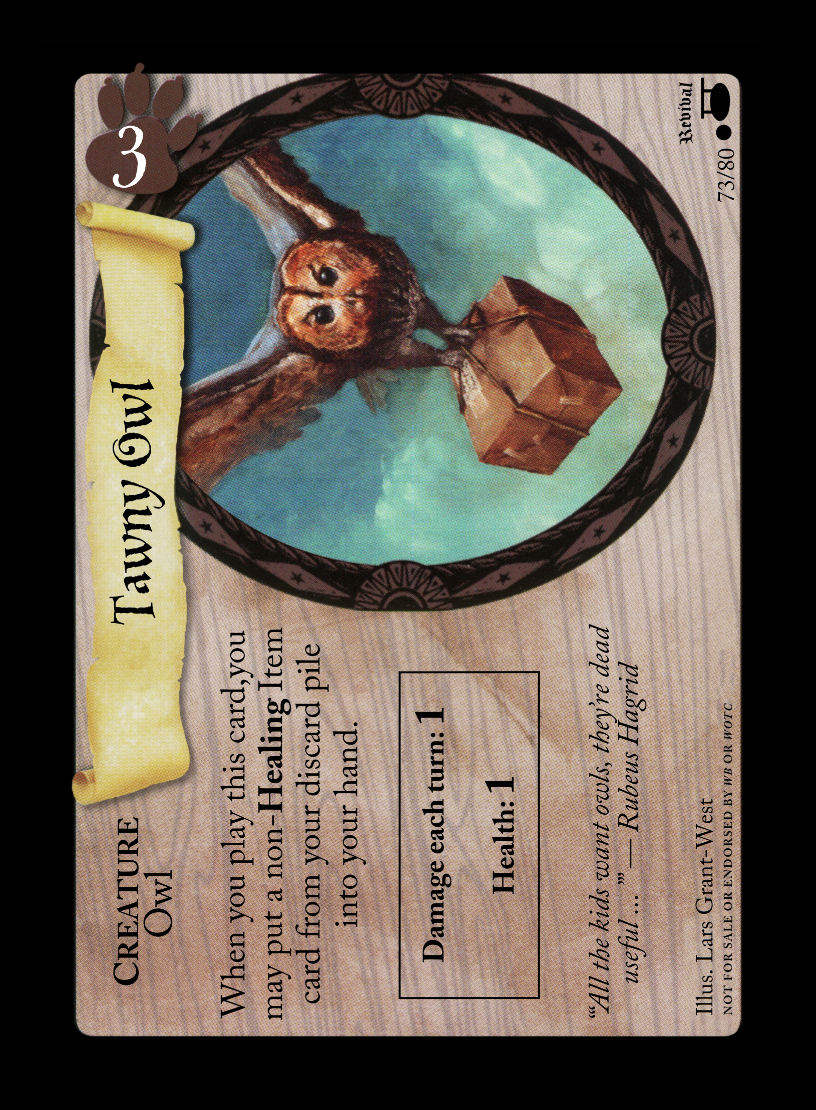 CREATURE
Owl
Tawny Owl
3
When you play this card,you
may put a non-Healing Item
card from your discard pile
into your hand.
Damage each turn: 1
Health: 1
“‘All the kids want owls, they’re dead
useful ...’” — Rubeus Hagrid
Illus. Lars Grant-West
NOT FOR SALE OR ENDORSED BY WB OR WOTC
Revival
73/80